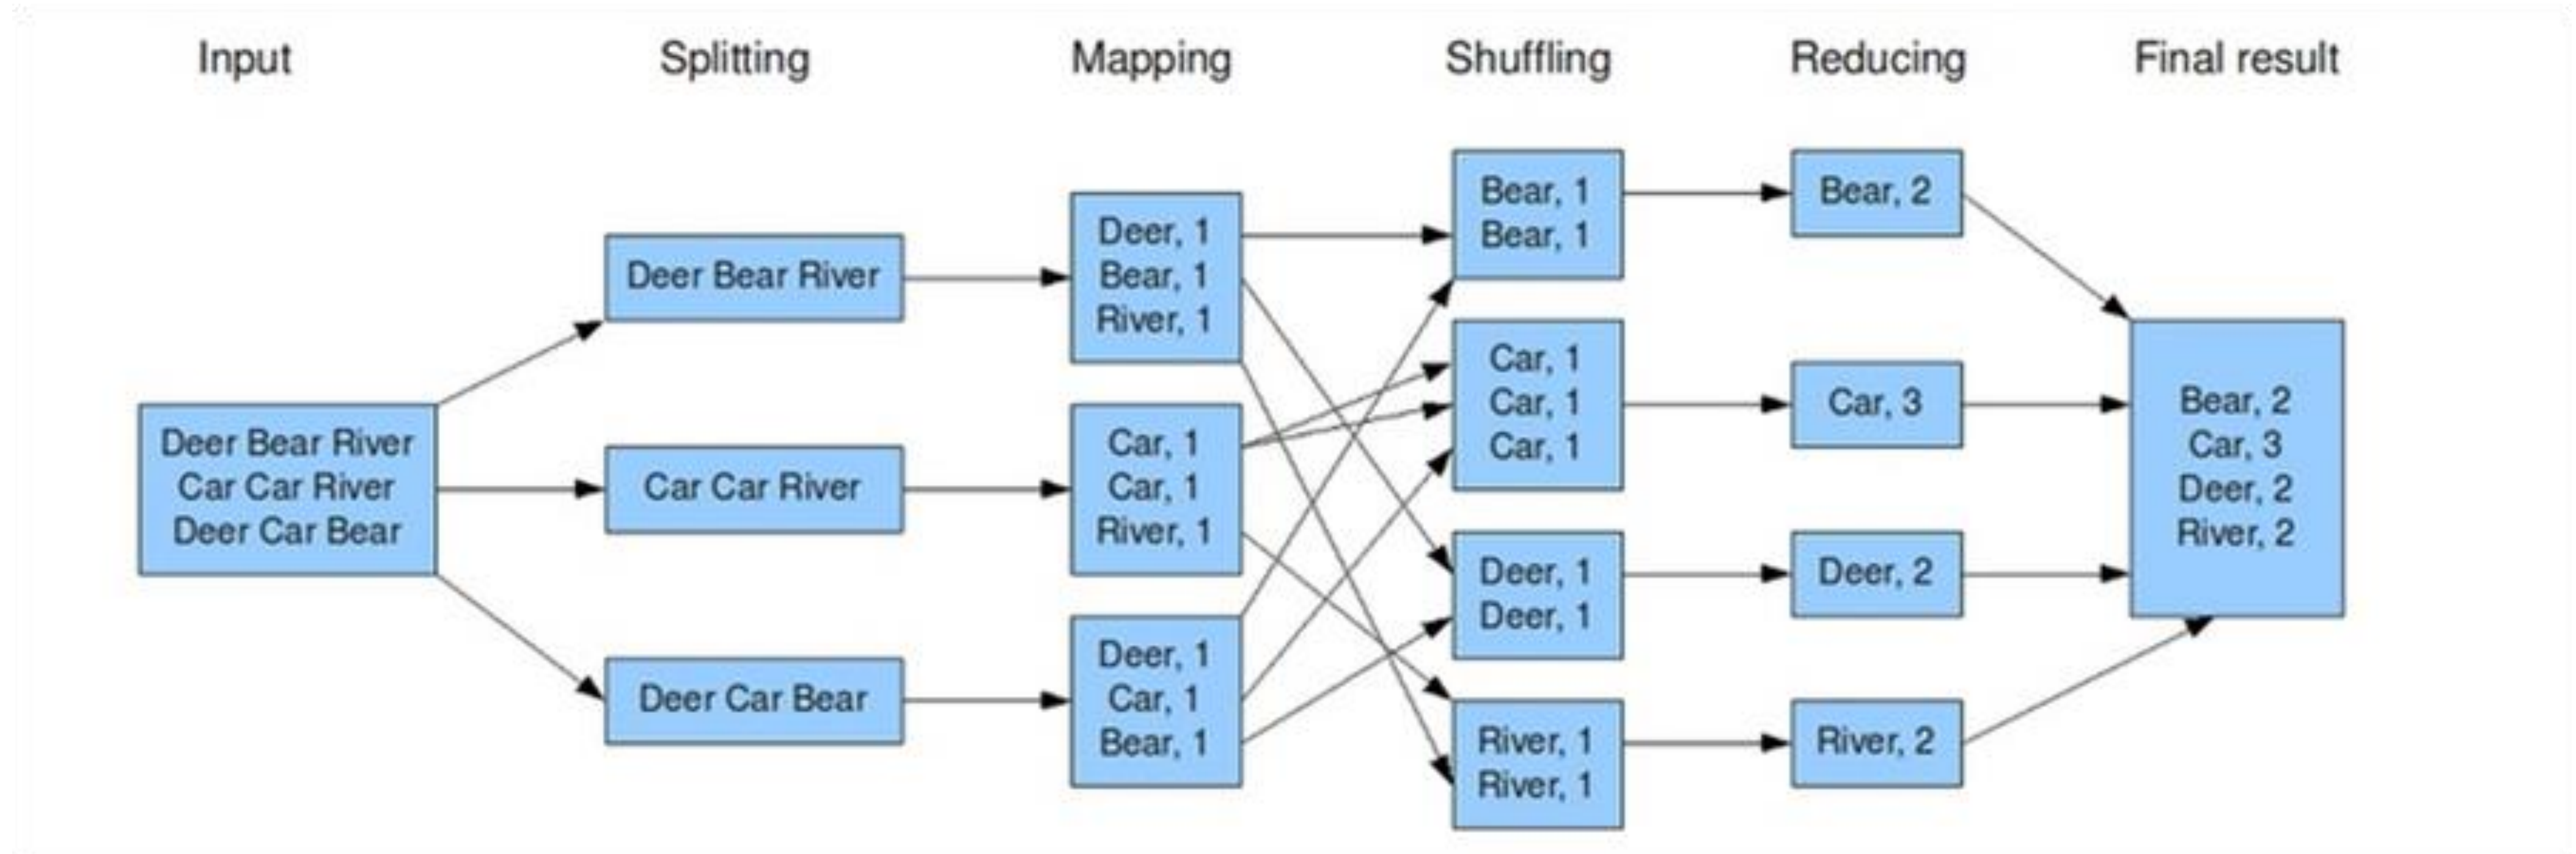 Input
Splitting
Mapping
Shuffling
Reducing
Final result
Deer Bear River
Car Car River
Deer Car Bear
Deer Bear River
Car Car River
Deer Car Bear
Deer, 1
Bear, 1
River, 1
Car, 1
Car, 1
River, 1
Deer, 1
Car, 1
Bear, 1
Bear, 1
Bear, 1
Car, 1
Car, 1
Car, 1
Deer, 1
Deer, 1
River, 1
River, 1
Bear, 2
Car, 3
Deer, 2
River, 2
Bear, 2
Car, 3
Deer, 2
River, 2